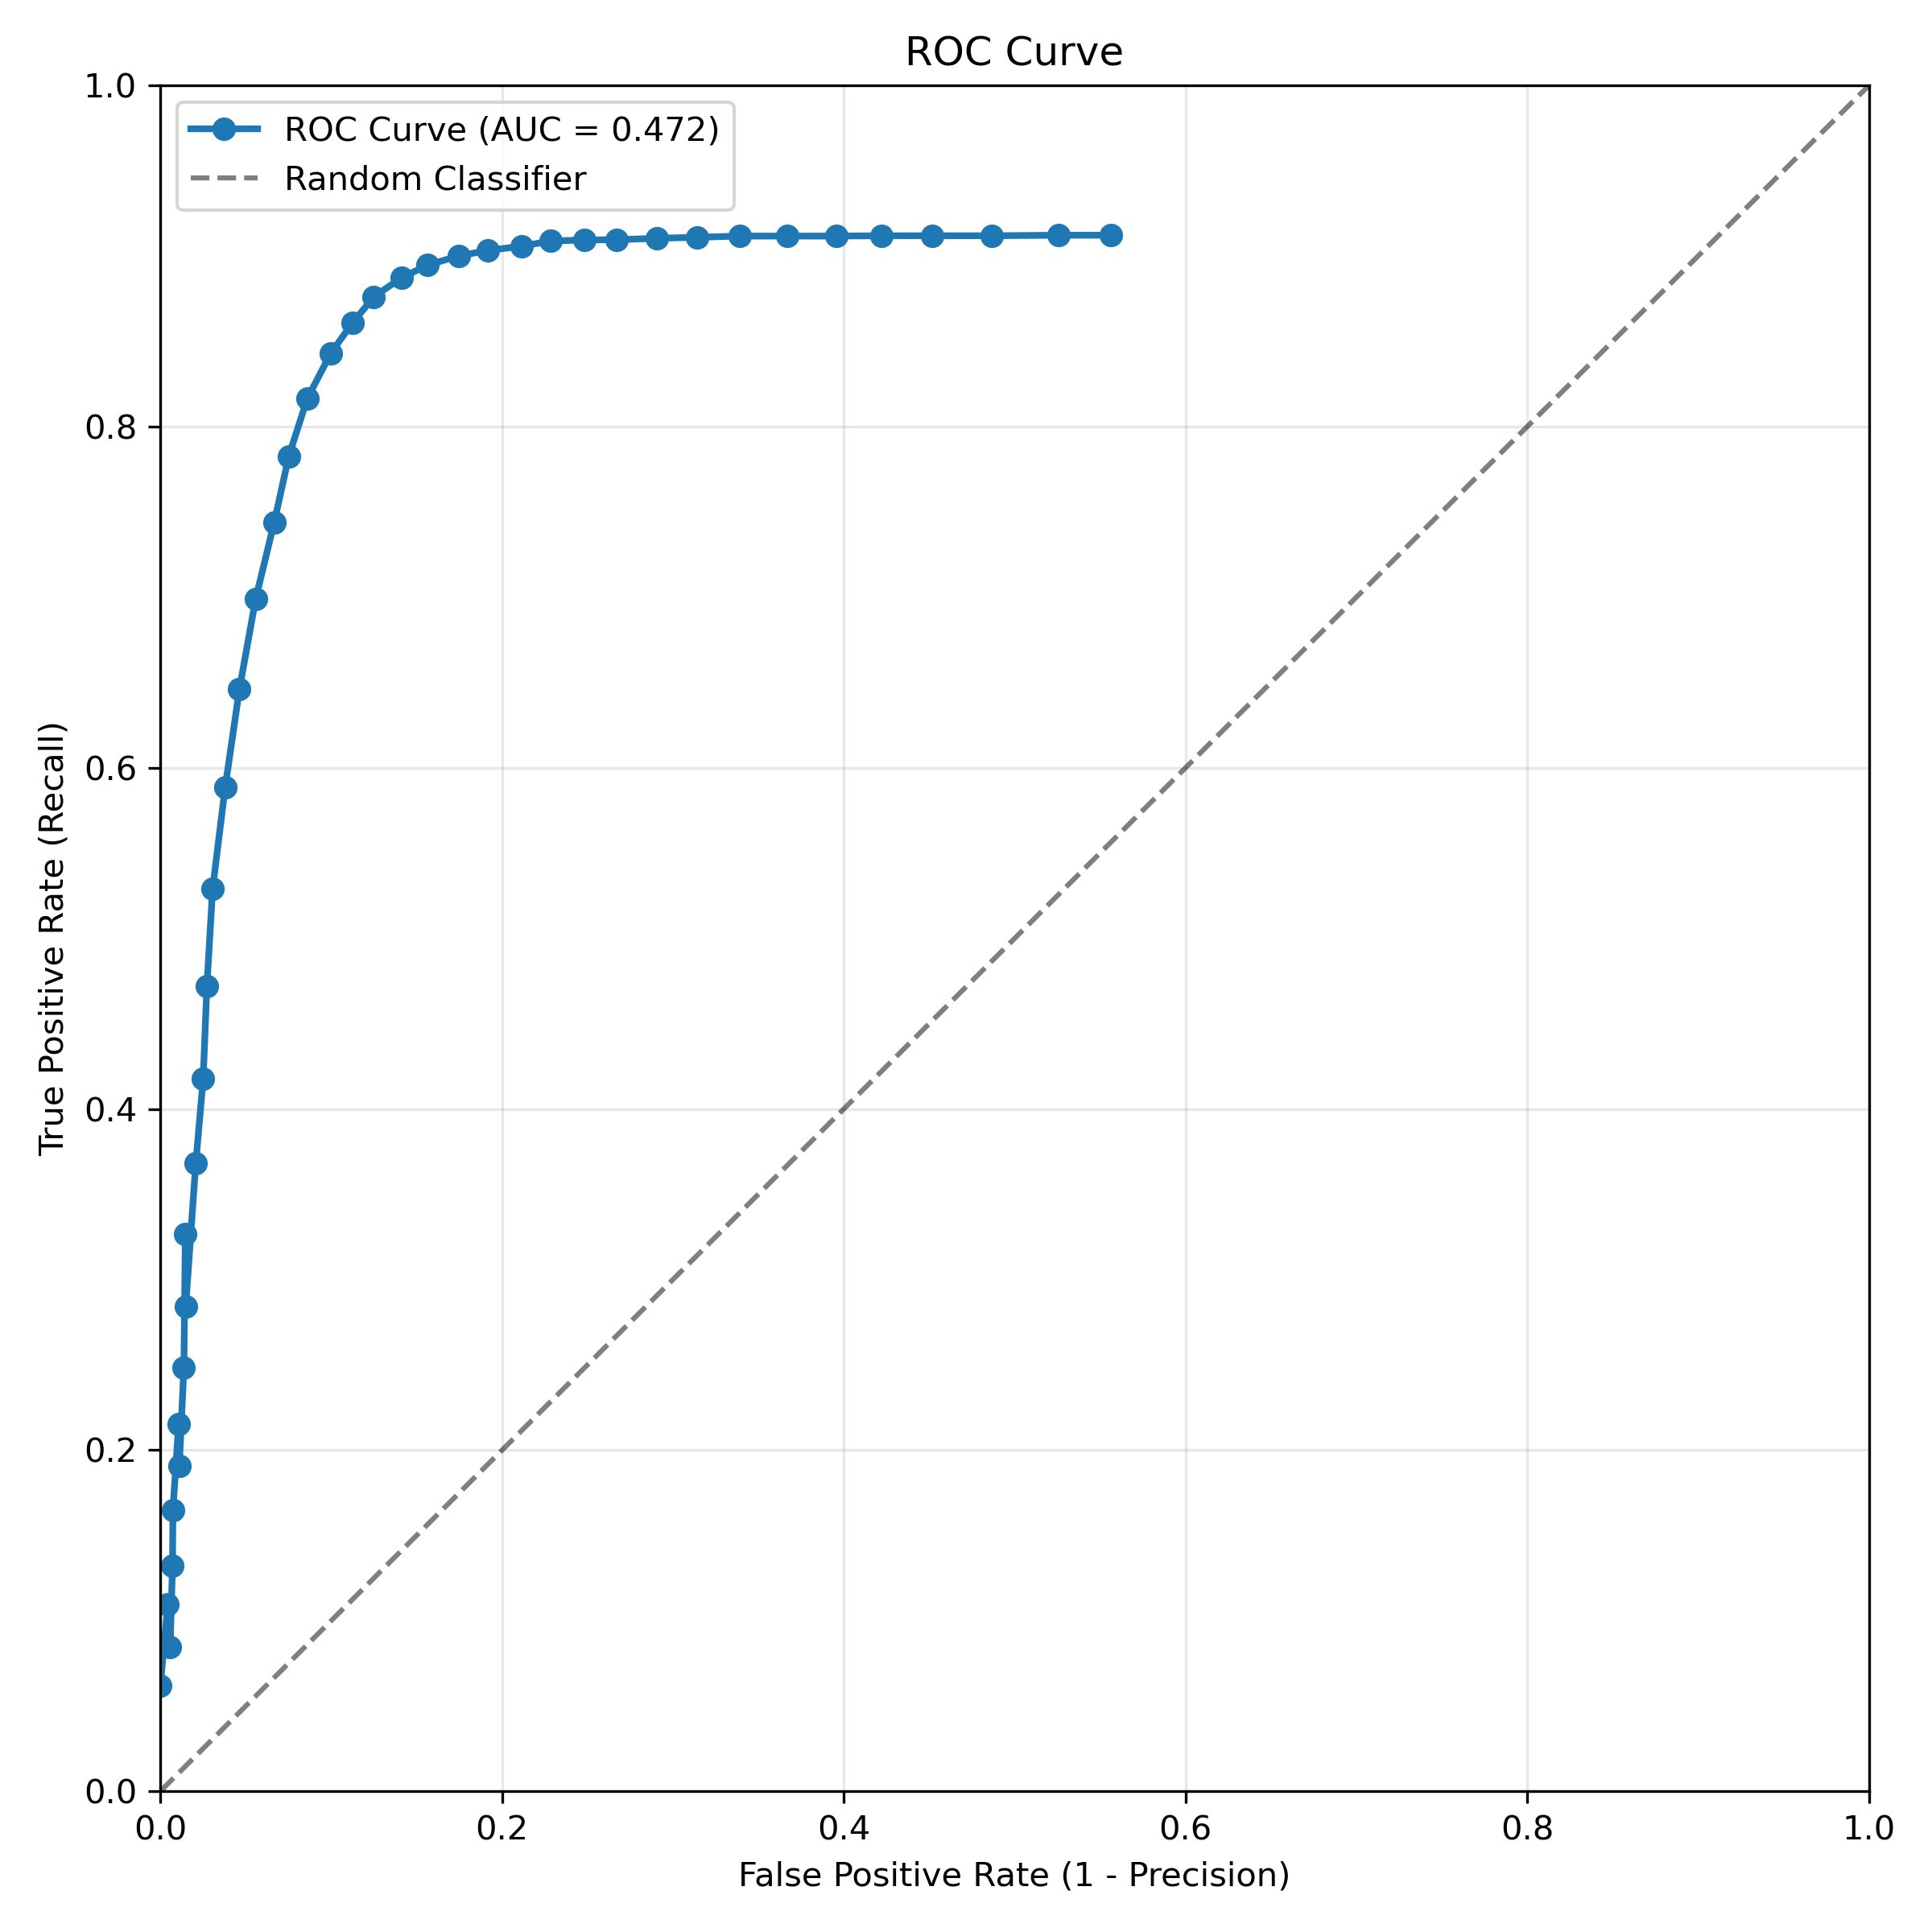 ROC Curve
ROC Curve (AUC = 0.472)
Random Classifier
True Positive Rate (Recall)
1.0
0.8
0.6
0.4
0.2
0.0
0.0 0.2 0.4 0.6 0.8 1.0
False Positive Rate (1 - Precision)